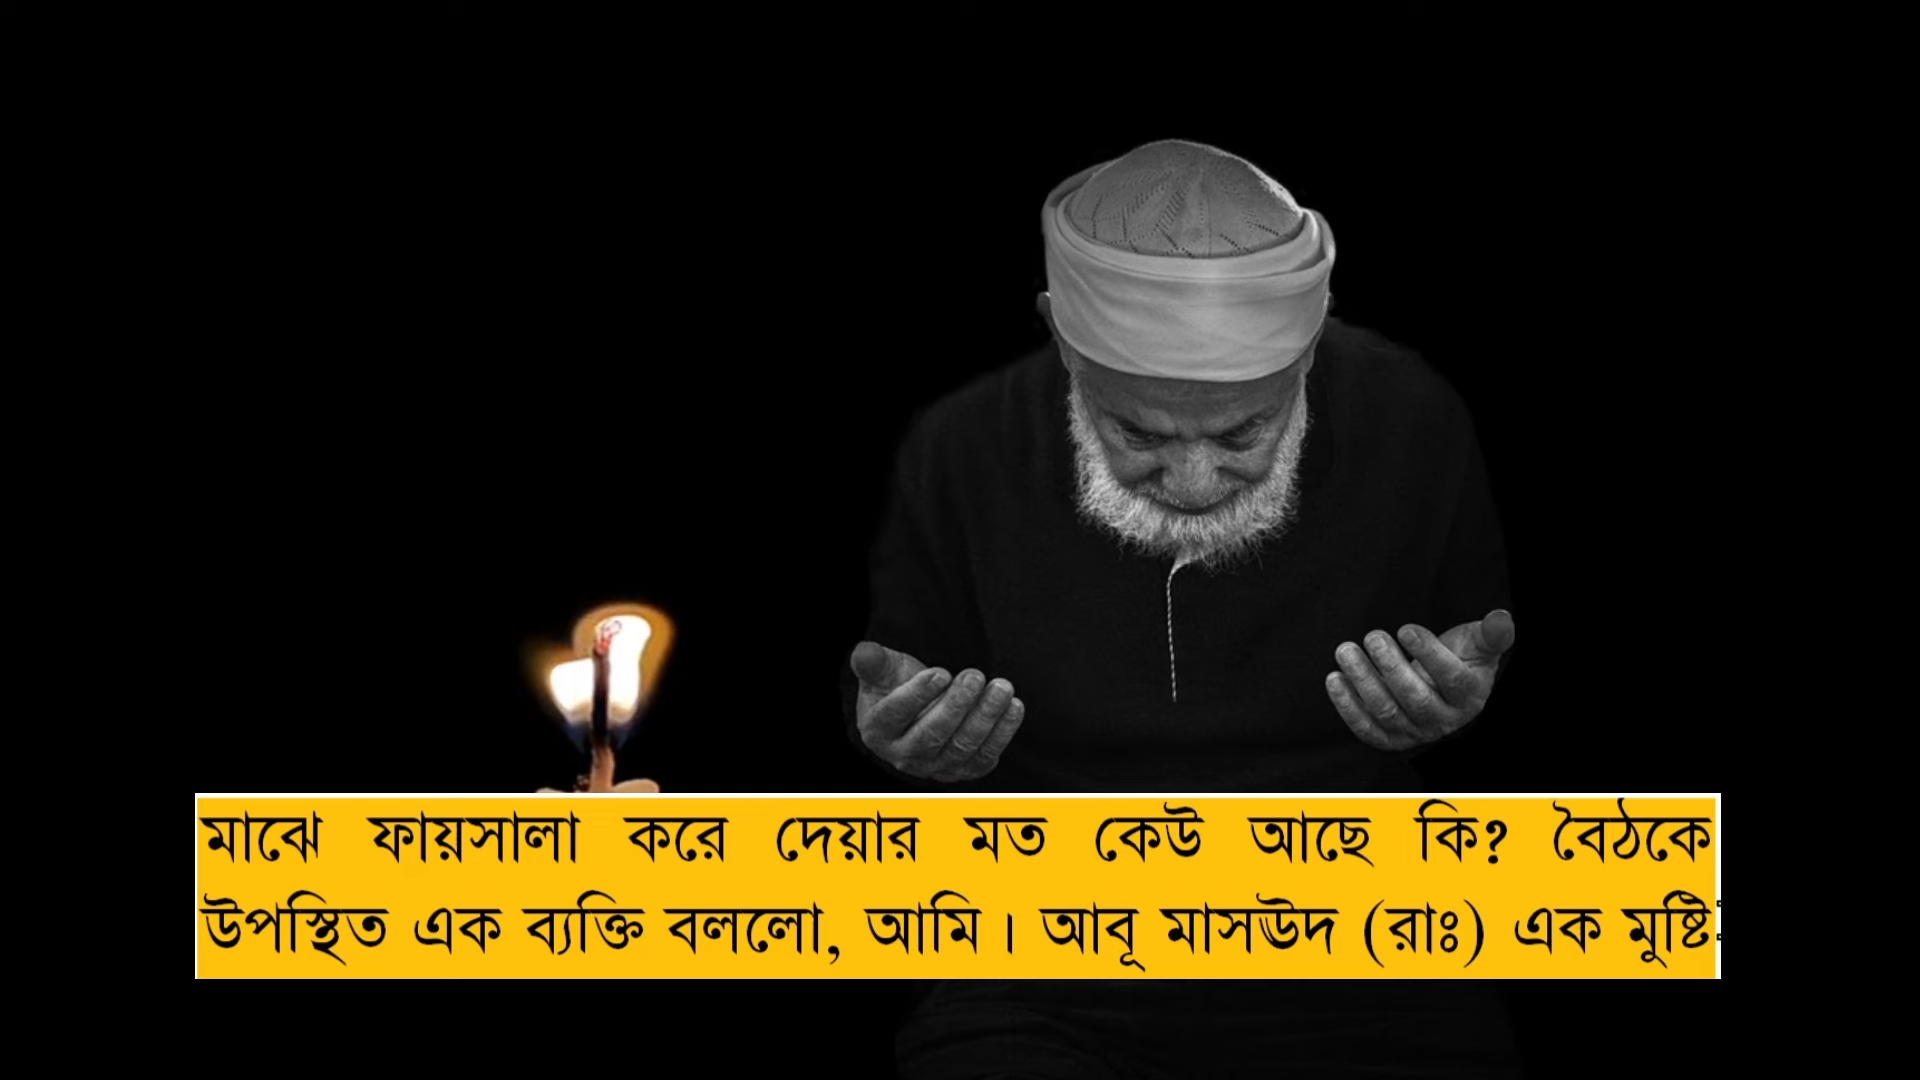 মাঝে ফায়সালা করে দেয়ার মত কেউ আছে কি? বৈঠকে
উপস্থিত এক ব্যক্তি বললো, আমি। আবূ মাসঊদ (রাঃ) এক মুষ্টি